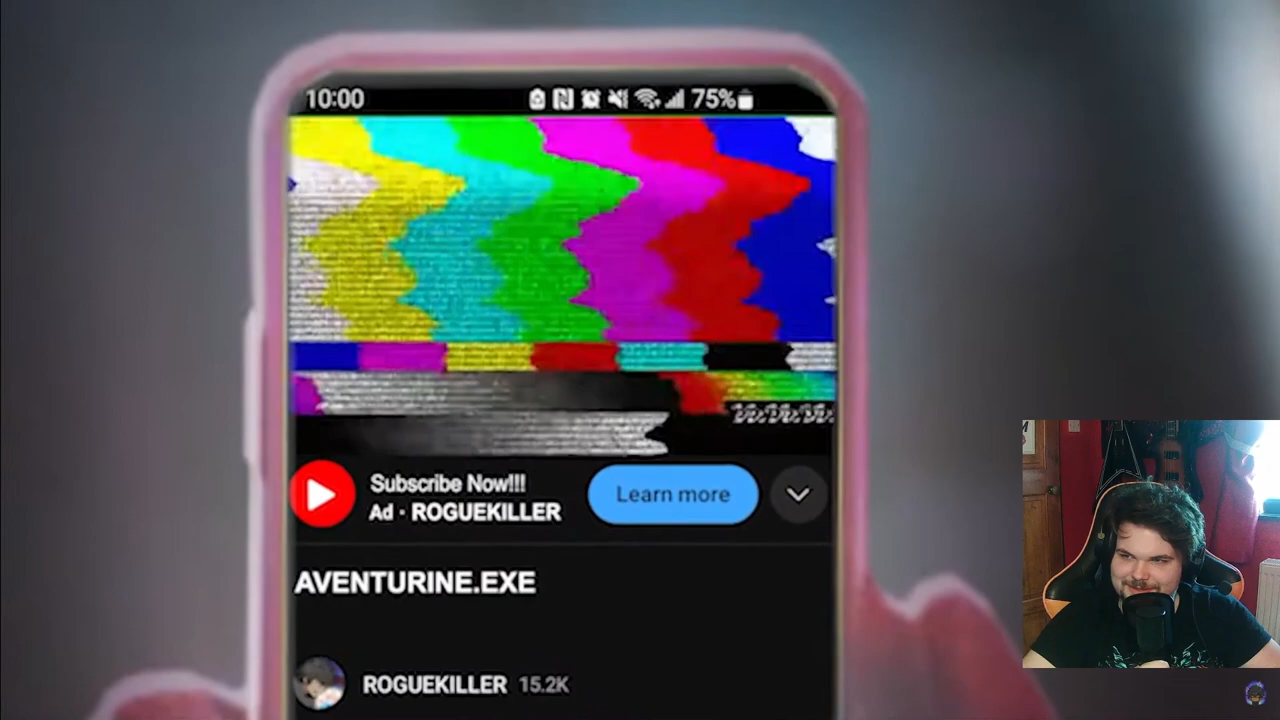 10:00 75%
Subscribe Now!!!
Learn more
Ad · ROGUEKILLER
AVENTURINE.EXE
ROGUEKILLER 15.2K